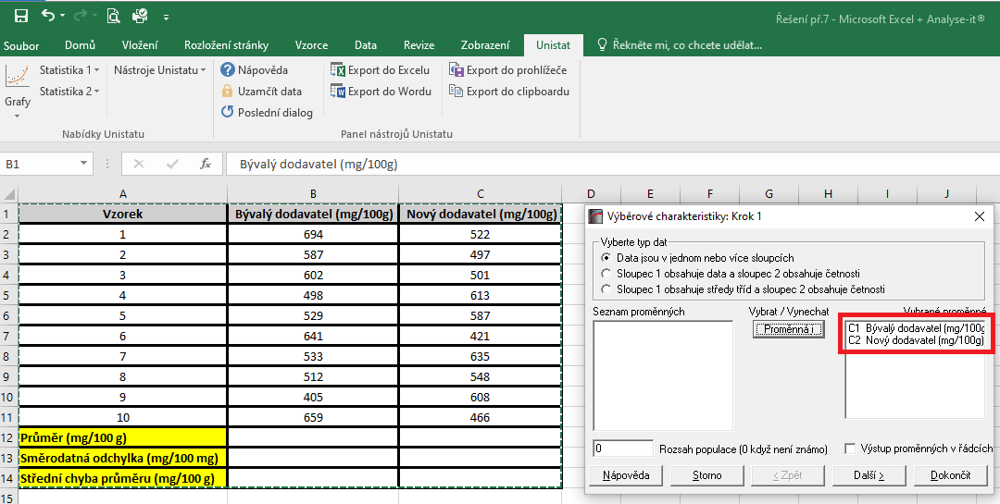 Řešení př.7 - Microsoft Excel + Analyse-it®
Soubor Domů Vložení Rozložení stránky Vzorce Data Revize Zobrazení Unistat Řekněte mi, co chcete udělat...
Statistika 1 Nástroje Unistatu Nápověda Export do Excelu Export do prohlížeče
Grafy Statistika 2 Uzamčít data Export do Wordu Export do clipboardu
Poslední dialog
Nabídky Unistatu Panel nástrojů Unistatu
B1 fx Bývalý dodavatel (mg/100g)
A B C D E F G H I J
1 Vzorek Bývalý dodavatel (mg/100g) Nový dodavatel (mg/100g)
2 1 694 522
3 2 587 497
4 3 602 501
5 4 498 613
6 5 529 587
7 6 641 421
8 7 533 635
9 8 512 548
10 9 405 608
11 10 659 466
12 Průměr (mg/100 g)
13 Směrodatná odchylka (mg/100 mg)
14 Střední chyba průměru (mg/100 g)
15
Výběrové charakteristiky: Krok 1
Vyberte typ dat
Data jsou v jednom nebo více sloupcích
Sloupec 1 obsahuje data a sloupec 2 obsahuje četnosti
Sloupec 1 obsahuje středy tříd a sloupec 2 obsahuje četnosti
Seznam proměnných Vybrat / Vynechat Vybrané proměnné
Proměnná i
C1 Bývalý dodavatel (mg/100g
C2 Nový dodavatel (mg/100g)
0 Rozsah populace (0 když není známo) Výstup proměnných v řádcích
Nápověda Storno < Zpět Další > Dokončit